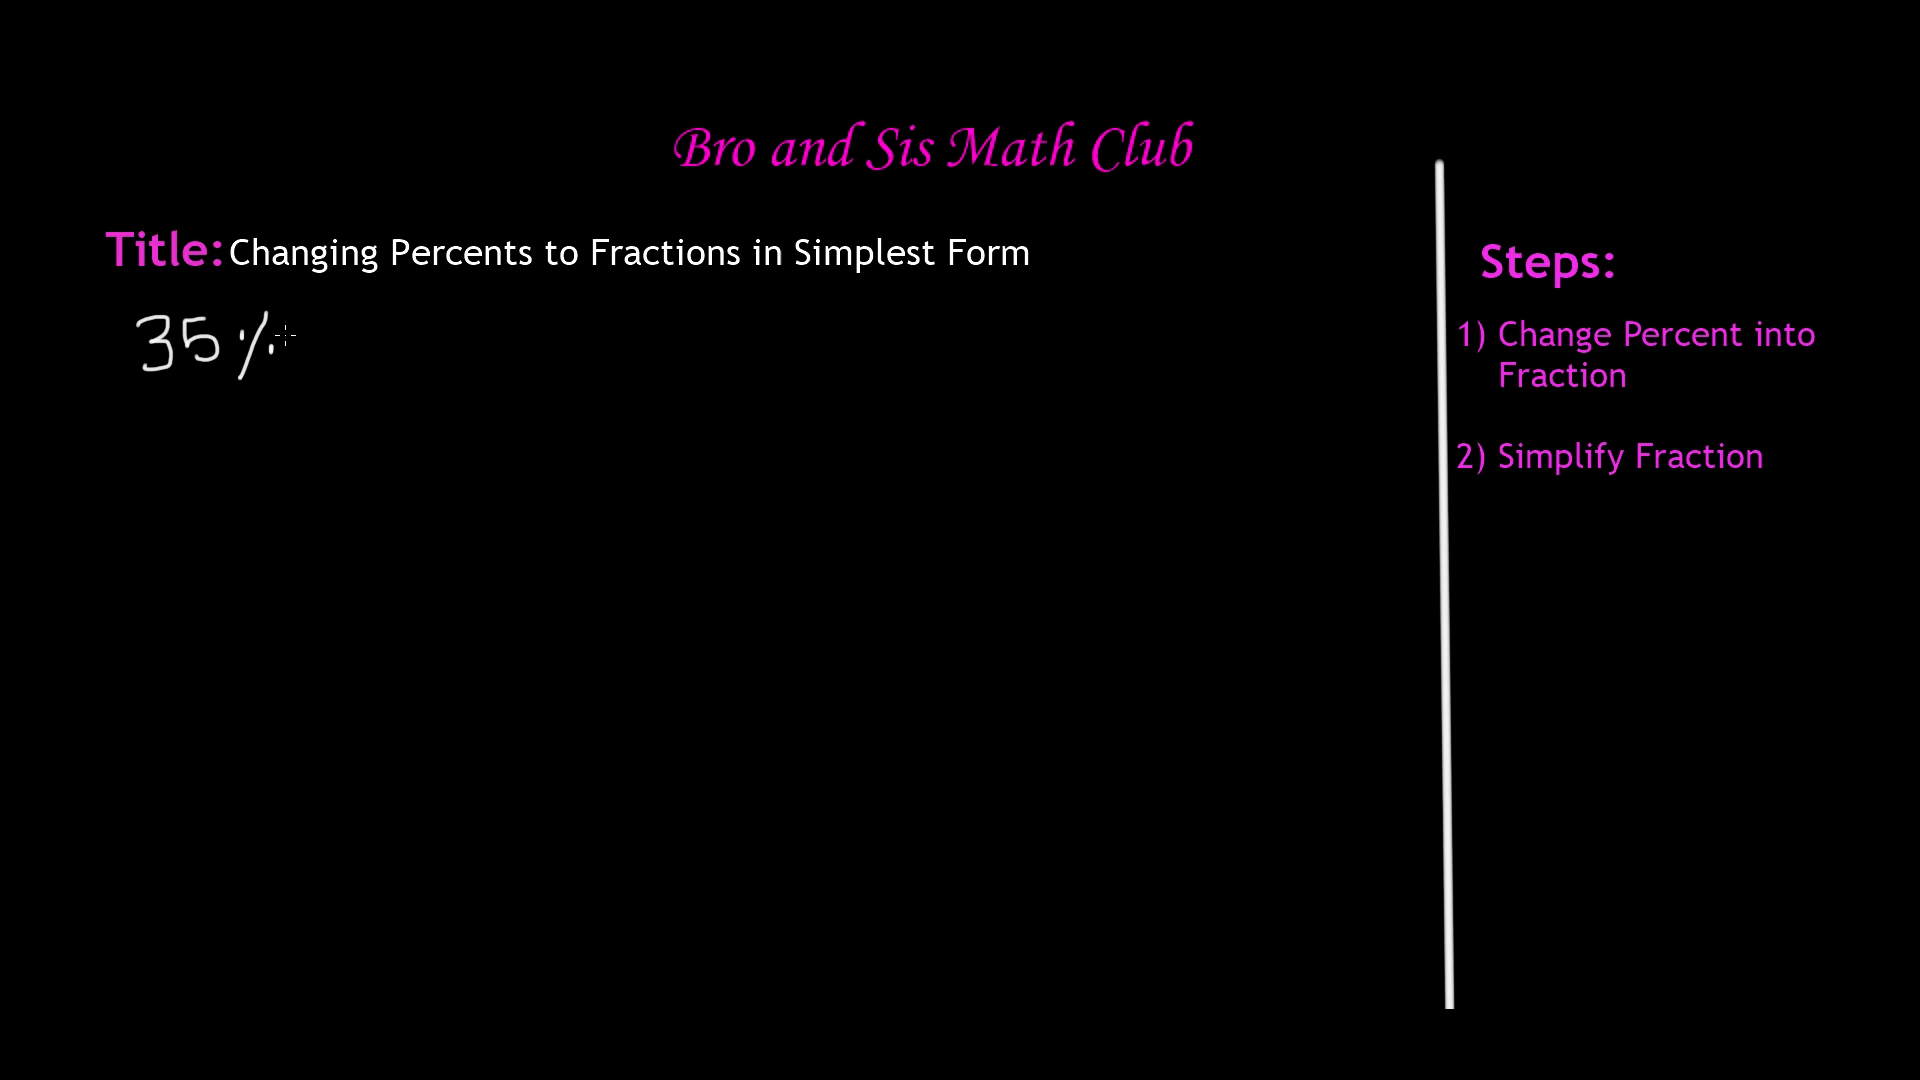 Bro and Sis Math Club
Title: Changing Percents to Fractions in Simplest Form
35%
Steps:
1) Change Percent into
Fraction
2) Simplify Fraction